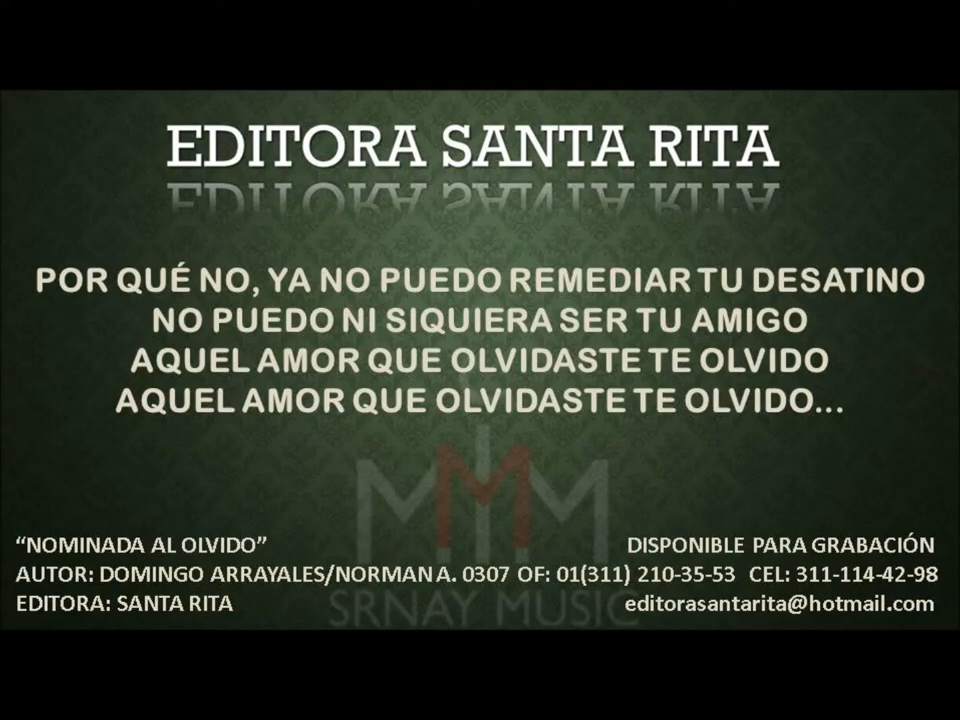 EDITORA SANTA RITA
POR QUÉ NO, YA NO PUEDO REMEDIAR TU DESATINO
NO PUEDO NI SIQUIERA SER TU AMIGO
AQUEL AMOR QUE OLVIDASTE TE OLVIDO
AQUEL AMOR QUE OLVIDASTE TE OLVIDO...
“NOMINADA AL OLVIDO” DISPONIBLE PARA GRABACIÓN
AUTOR: DOMINGO ARRAYALES/NORMAN A. 0307 OF: 01(311) 210-35-53 CEL: 311-114-42-98
EDITORA: SANTA RITA editorasantarita@hotmail.com
SRNAY MUSIC